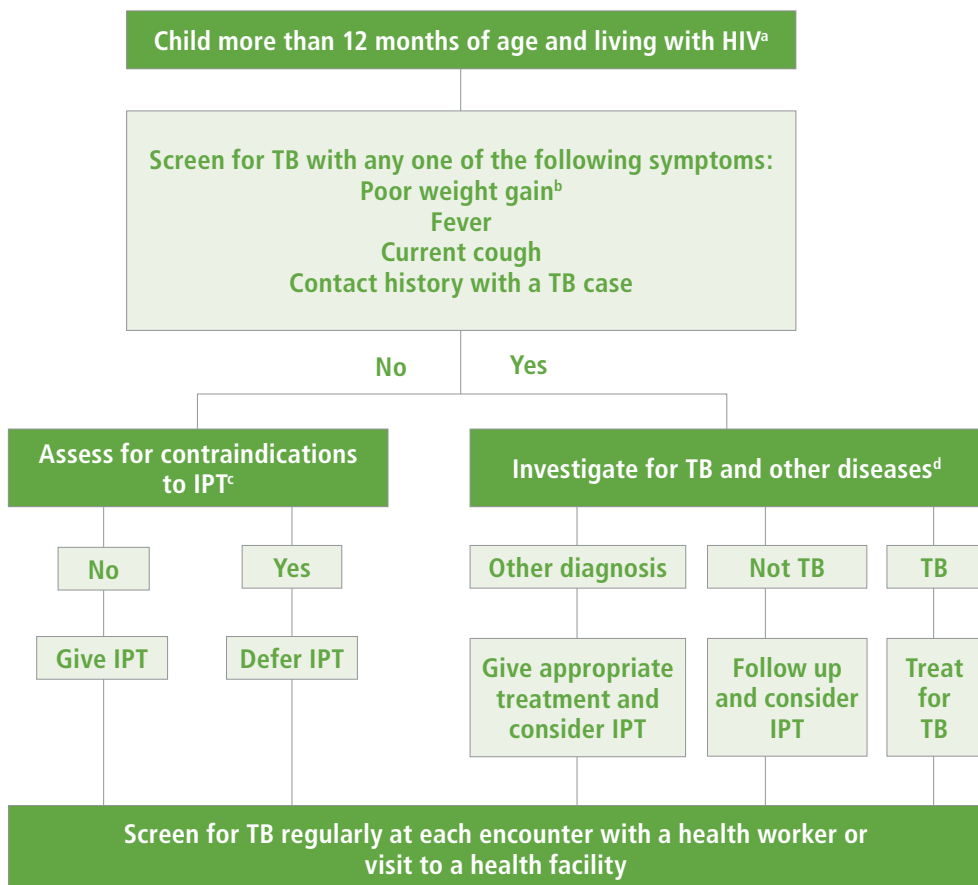 Child more than 12 months of age and living with HIVᵃ
Screen for TB with any one of the following symptoms:
Poor weight gainᵇ
Fever
Current cough
Contact history with a TB case
No
Yes
Assess for contraindications
to IPTᶜ
Investigate for TB and other diseasesᵈ
No
Yes
Other diagnosis
Not TB
TB
Give IPT
Defer IPT
Give appropriate
treatment and
consider IPT
Follow up
and consider
IPT
Treat
for
TB
Screen for TB regularly at each encounter with a health worker or
visit to a health facility